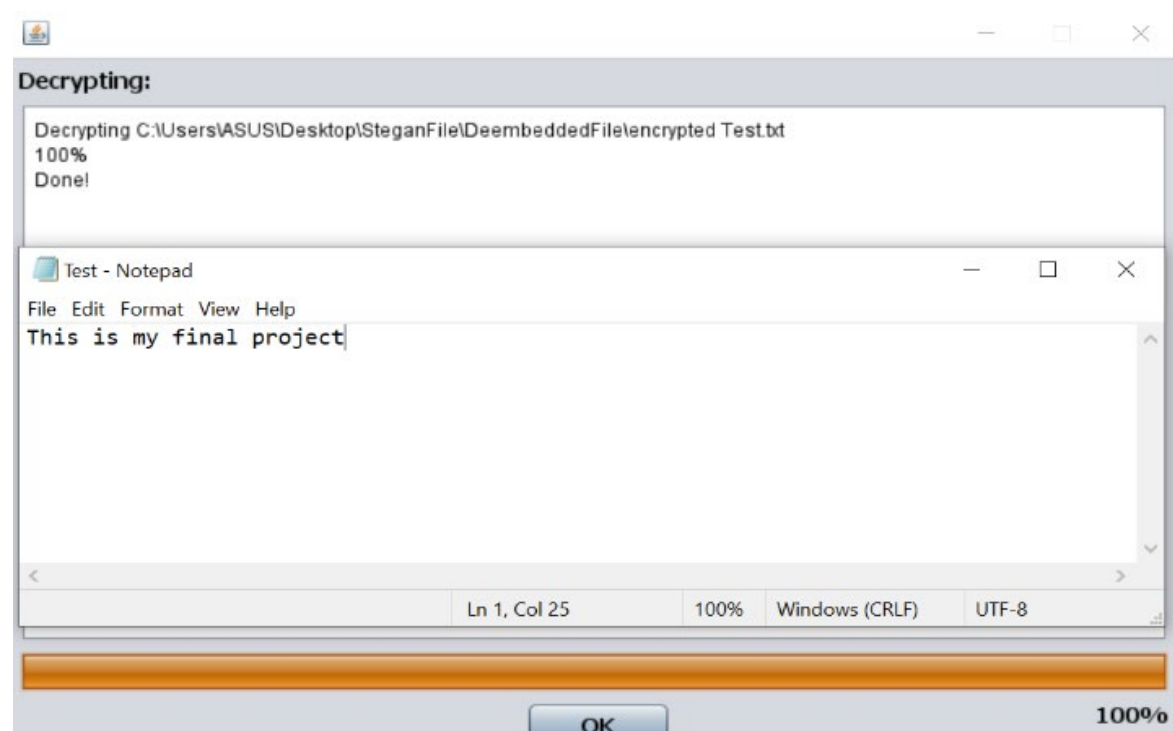 Decrypting:
Decrypting C:\Users\ASUS\Desktop\SteganFile\DeembeddedFile\encrypted Test.txt
100%
Done!
Test - Notepad
File Edit Format View Help
This is my final project
Ln 1, Col 25 100% Windows (CRLF) UTF-8
100%
OK